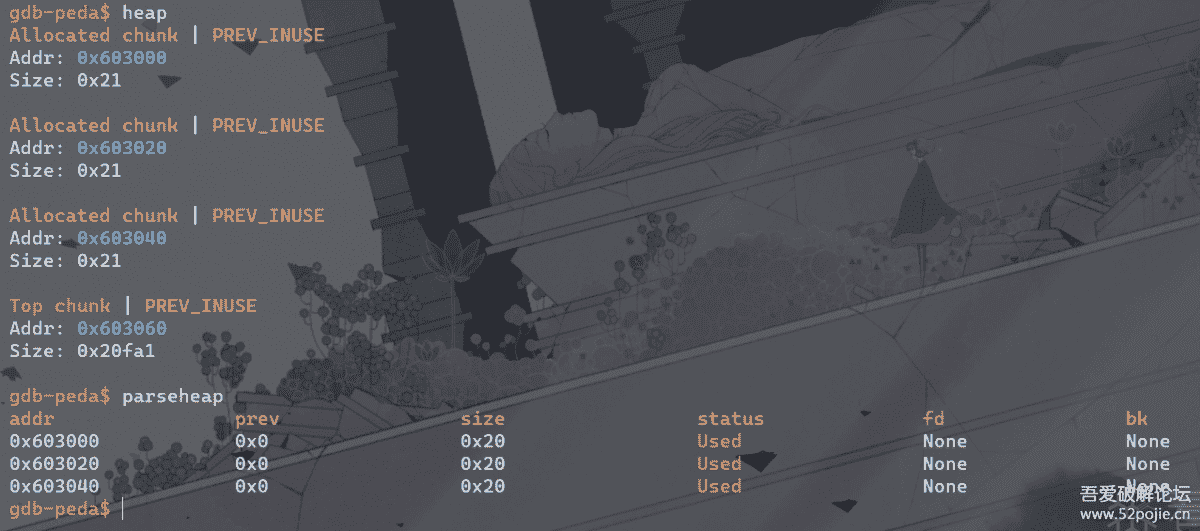 gdb-peda$ heap
Allocated chunk | PREV_INUSE
Addr: 0x603000
Size: 0x21
Allocated chunk | PREV_INUSE
Addr: 0x603020
Size: 0x21
Allocated chunk | PREV_INUSE
Addr: 0x603040
Size: 0x21
Top chunk | PREV_INUSE
Addr: 0x603060
Size: 0x20fa1
gdb-peda$ parseheap
addr prev size status fd bk
0x603000 0x0 0x20 Used None None
0x603020 0x0 0x20 Used None None
0x603040 0x0 0x20 Used None None
gdb-peda$
吾爱破解论坛
www.52pojie.cn